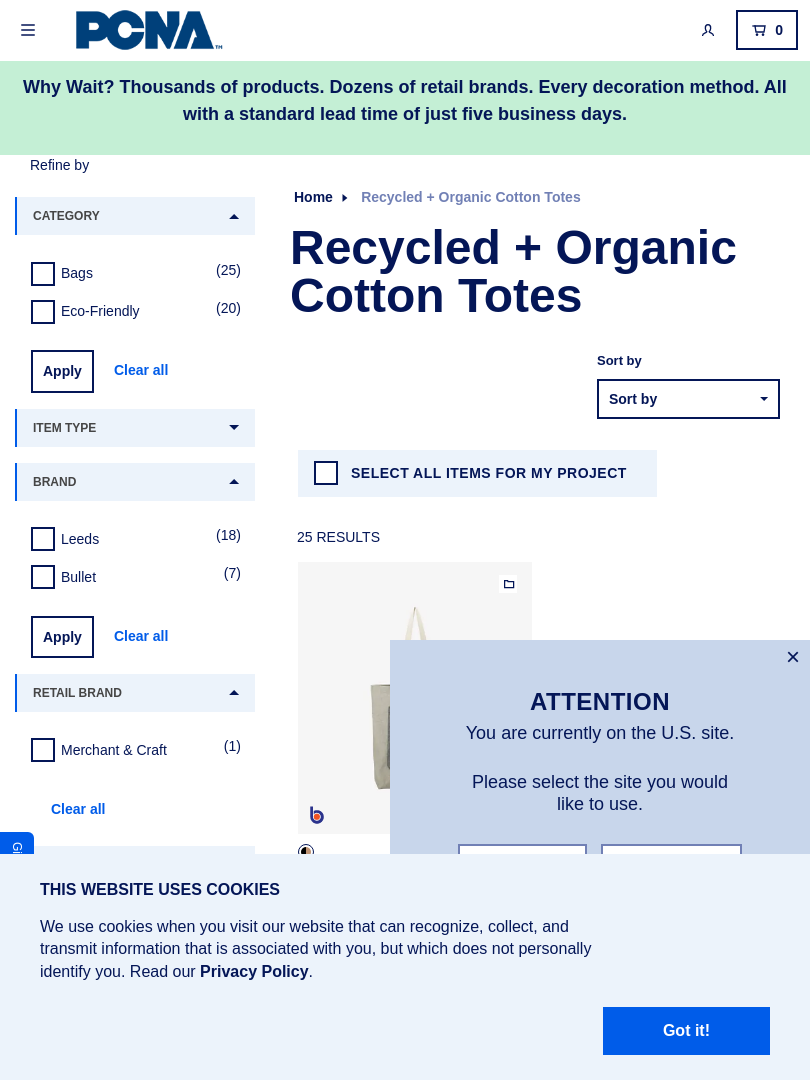 PCNA™
0
Why Wait? Thousands of products. Dozens of retail brands. Every decoration method. All
with a standard lead time of just five business days.
Refine by
CATEGORY
Bags (25)
Eco-Friendly (20)
Apply Clear all
ITEM TYPE
BRAND
Leeds (18)
Bullet (7)
Apply Clear all
RETAIL BRAND
Merchant & Craft (1)
Clear all
Home Recycled + Organic Cotton Totes
Recycled + Organic
Cotton Totes
Sort by
Sort by
SELECT ALL ITEMS FOR MY PROJECT
25 RESULTS
b
ATTENTION
You are currently on the U.S. site.
Please select the site you would
like to use.
THIS WEBSITE USES COOKIES
We use cookies when you visit our website that can recognize, collect, and
transmit information that is associated with you, but which does not personally
identify you. Read our Privacy Policy.
Got it!